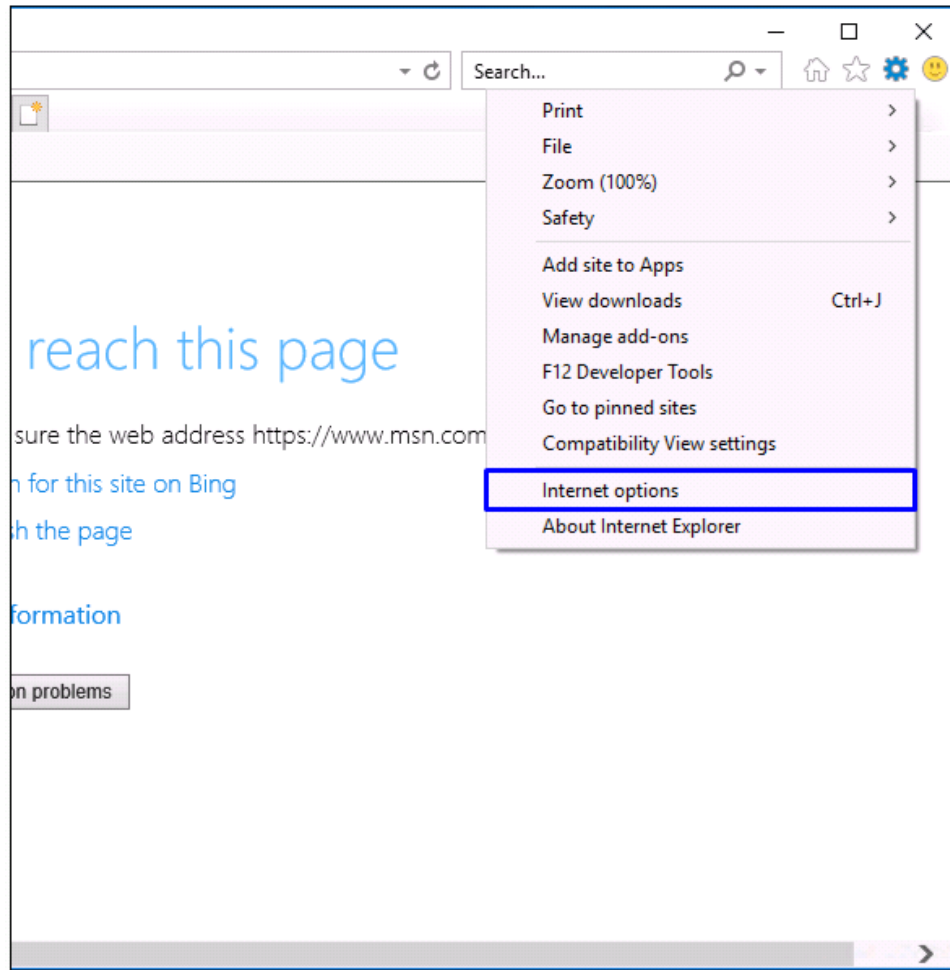 Search...
Print
File
Zoom (100%)
Safety
Add site to Apps
View downloads Ctrl+J
Manage add-ons
F12 Developer Tools
Go to pinned sites
Compatibility View settings
Internet options
About Internet Explorer
reach this page
sure the web address https://www.msn.com
for this site on Bing
the page
formation
on problems